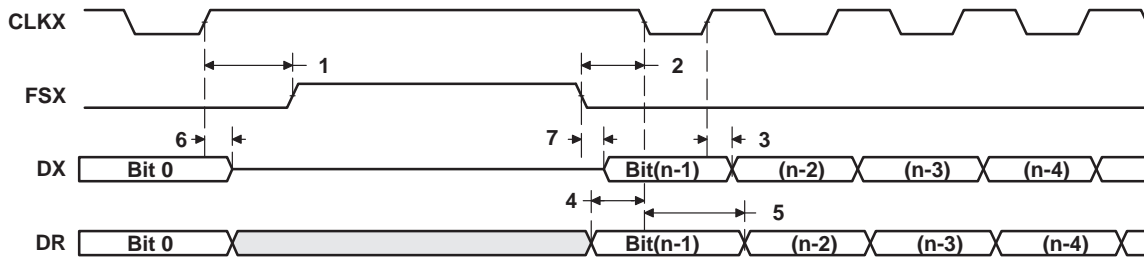 CLKX
1 2
FSX
6 7 3
DX Bit 0 Bit(n-1) (n-2) (n-3) (n-4)
4 5
DR Bit 0 Bit(n-1) (n-2) (n-3) (n-4)